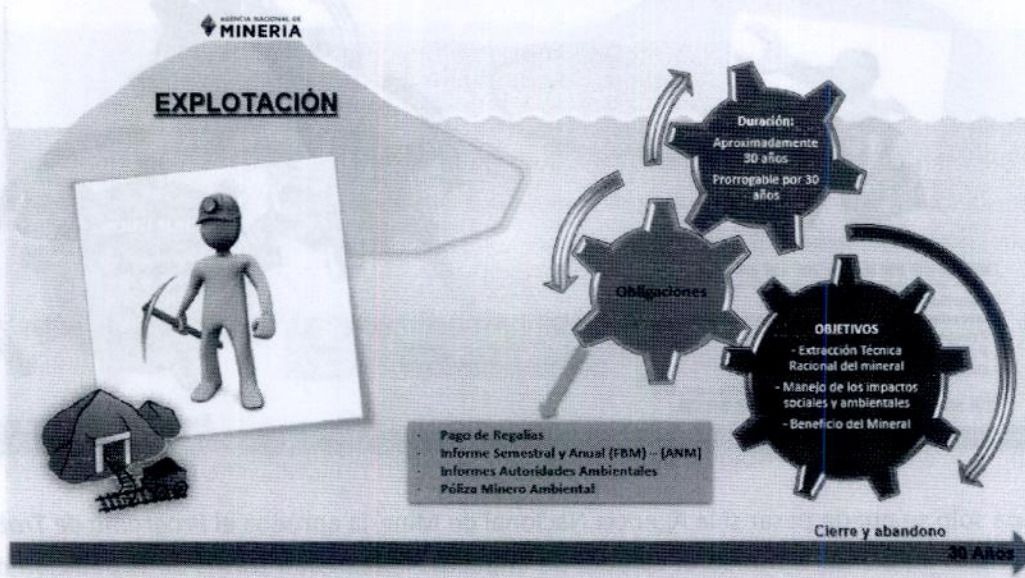 AGENCIA NACIONAL DE
MINERÍA
EXPLOTACIÓN
Duración:
Aproximadamente
30 años
Prorrogable por 30
años
Obligaciones
OBJETIVOS
- Extracción Técnica
Racional del mineral
- Manejo de los impactos
sociales y ambientales
- Beneficio del Mineral
- Pago de Regalías
- Informe Semestral y Anual (FBM) – (ANM)
- Informes Autoridades Ambientales
- Póliza Minero Ambiental
Cierre y abandono
30 Años